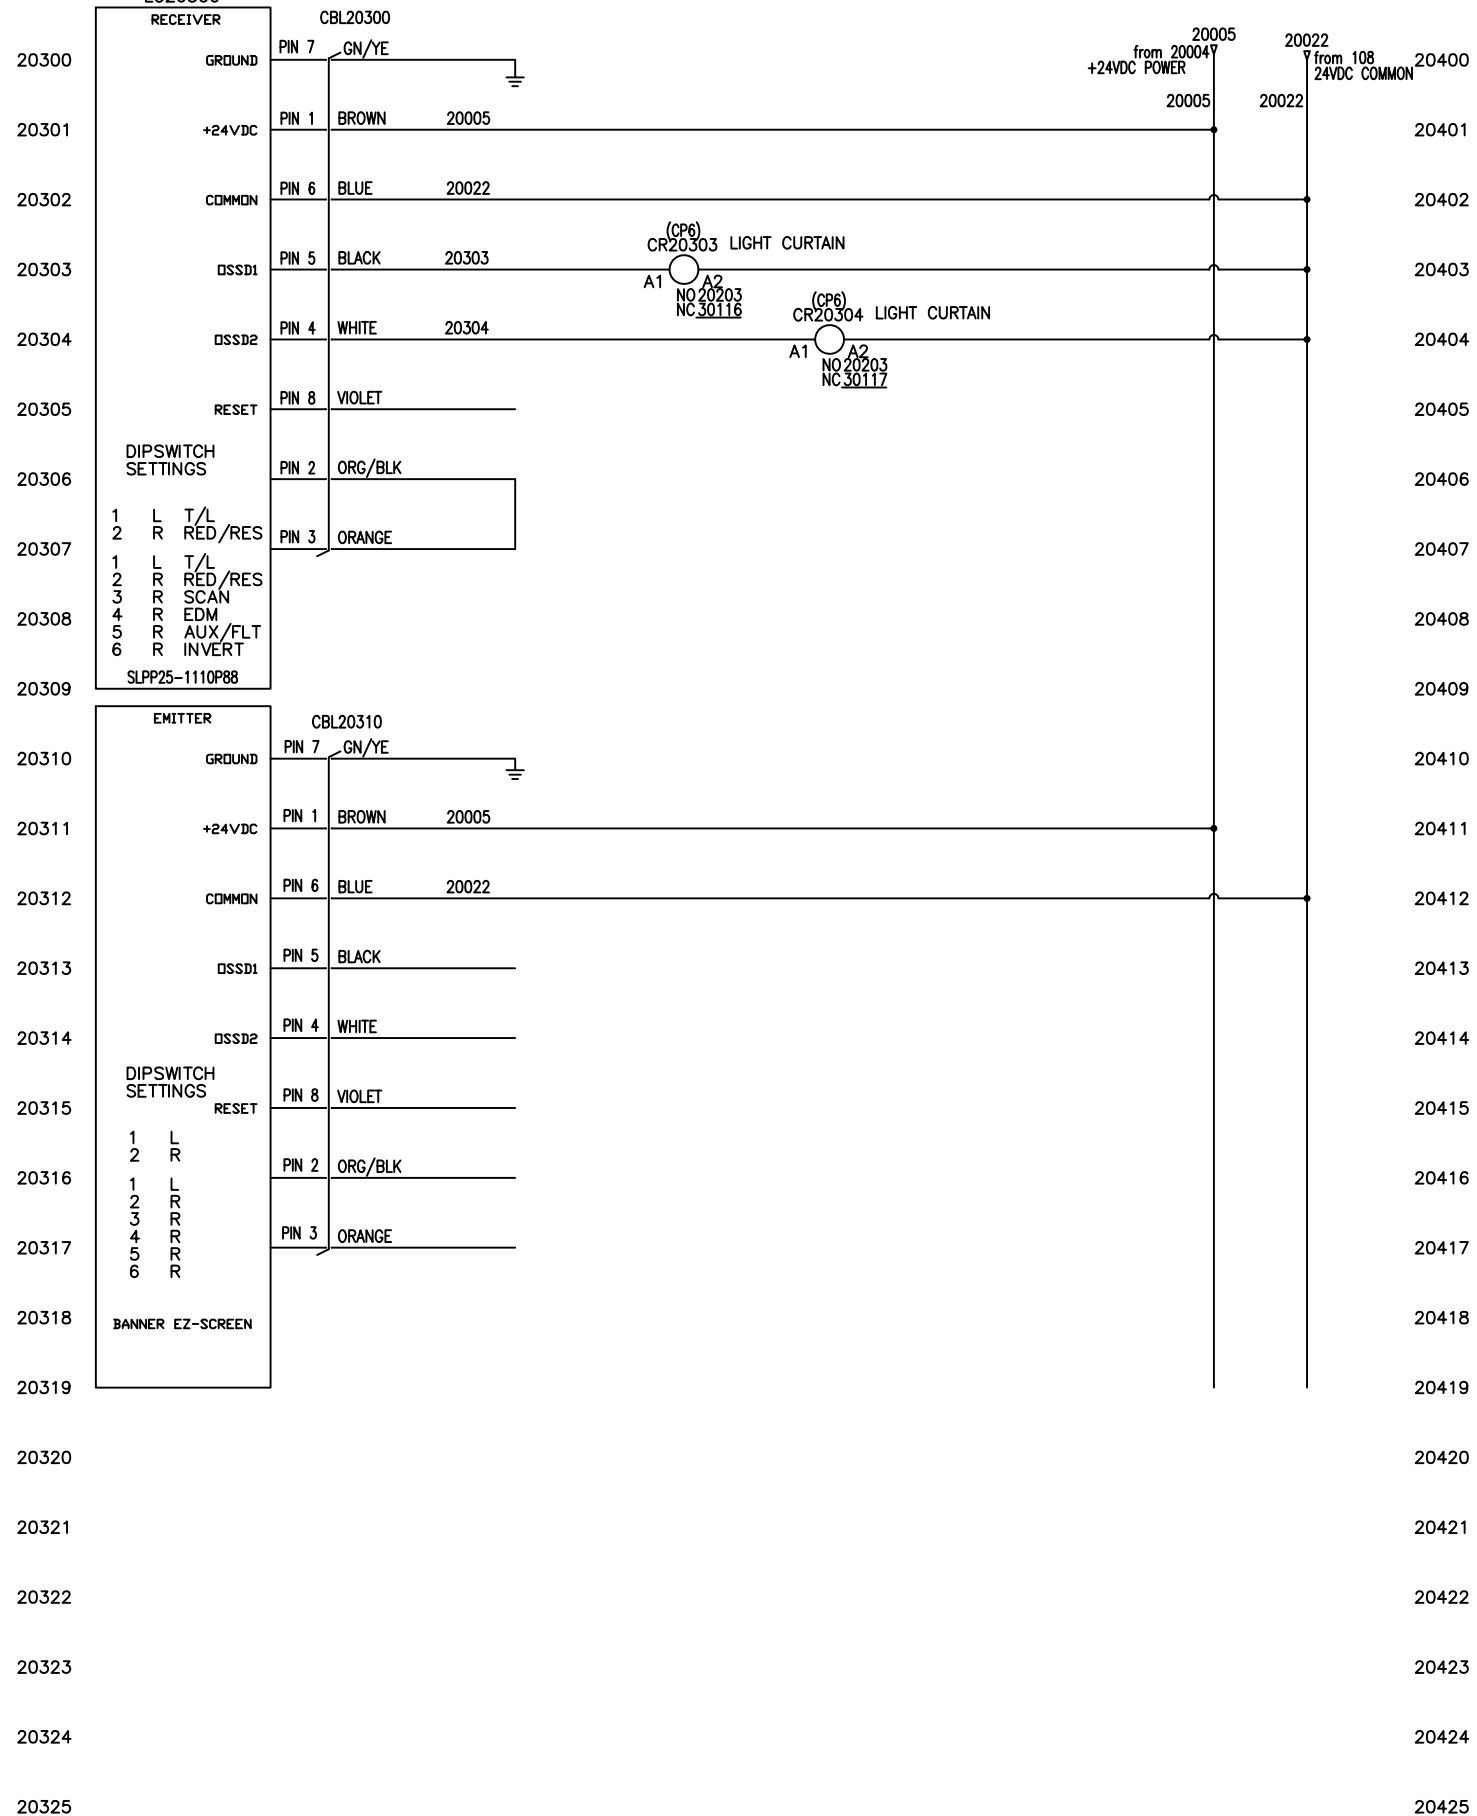 RECEIVER
CBL20300
20005
20022
20300
GROUND
PIN 7
GN/YE
from 20004
+24VDC POWER
from 108
24VDC COMMON
20400
20005
20022
20301
+24VDC
PIN 1
BROWN
20005
20401
20302
COMMON
PIN 6
BLUE
20022
20402
(CP6)
CR20303
LIGHT CURTAIN
20303
OSSD1
PIN 5
BLACK
20303
A1
A2
NO 20203
NC 30116
20403
(CP6)
CR20304
LIGHT CURTAIN
20304
OSSD2
PIN 4
WHITE
20304
A1
A2
NO 20203
NC 30117
20404
20305
RESET
PIN 8
VIOLET
20405
DIPSWITCH
SETTINGS
20306
PIN 2
ORG/BLK
20406
1 L T/L
2 R RED/RES
20307
PIN 3
ORANGE
20407
1 L T/L
2 R RED/RES
3 R SCAN
4 R EDM
5 R AUX/FLT
6 R INVERT
20308
20408
SLPP25-1110P88
20309
20409
EMITTER
CBL20310
20310
GROUND
PIN 7
GN/YE
20410
20311
+24VDC
PIN 1
BROWN
20005
20411
20312
COMMON
PIN 6
BLUE
20022
20412
20313
OSSD1
PIN 5
BLACK
20413
20314
OSSD2
PIN 4
WHITE
20414
DIPSWITCH
SETTINGS
20315
RESET
PIN 8
VIOLET
20415
1 L
2 R
20316
PIN 2
ORG/BLK
20416
1 L
2 R
3 R
4 R
5 R
6 R
20317
PIN 3
ORANGE
20417
20318
BANNER EZ-SCREEN
20418
20319
20419
20320
20420
20321
20421
20322
20422
20323
20423
20324
20424
20325
20425